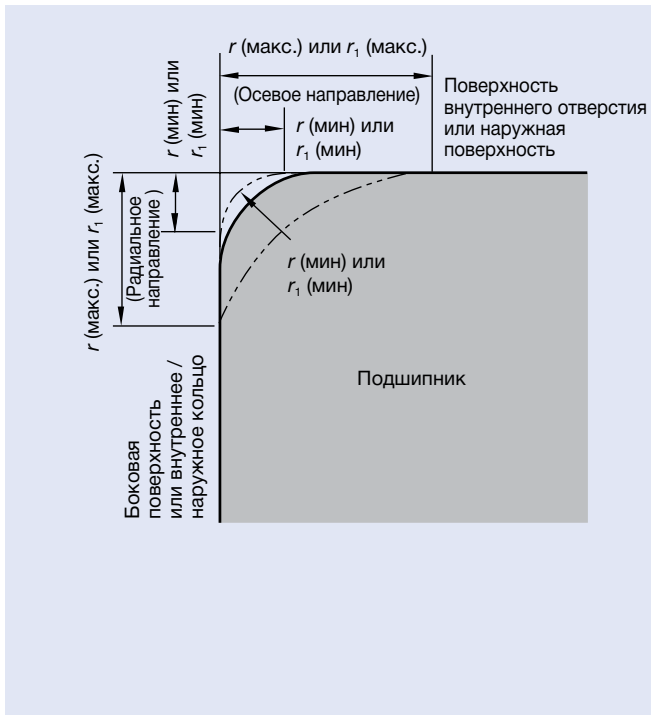 r (макс.) или r₁ (макс.)
(Осевое направление)
r (мин) или
r₁ (мин)
Поверхность
внутреннего отверстия
или наружная
поверхность
r (мин) или
r₁ (мин)
r (макс.) или r₁ (макс.)
(Радиальное
направление )
r (мин) или
r₁ (мин)
Подшипник
Боковая
поверхность
или внутреннее /
наружное кольцо